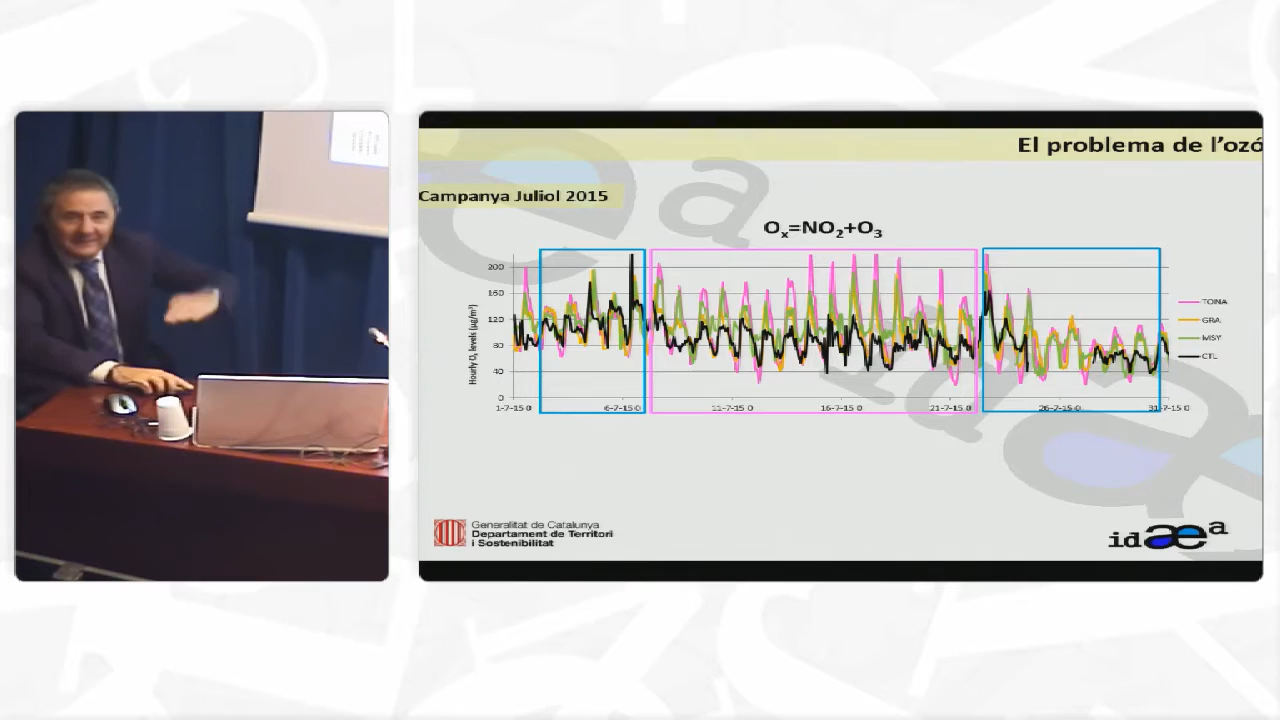 El problema de l'ozó
Campanya Juliol 2015
Oₓ=NO₂+O₃
Hourly Oₓ levels (µg/m³)
200
160
120
80
40
0
1-7-15 0
6-7-15 0
11-7-15 0
16-7-15 0
21-7-15 0
26-7-15 0
31-7-15 0
TONA
GRA
MSY
CTL
Generalitat de Catalunya
Departament de Territori
i Sostenibilitat
idæa